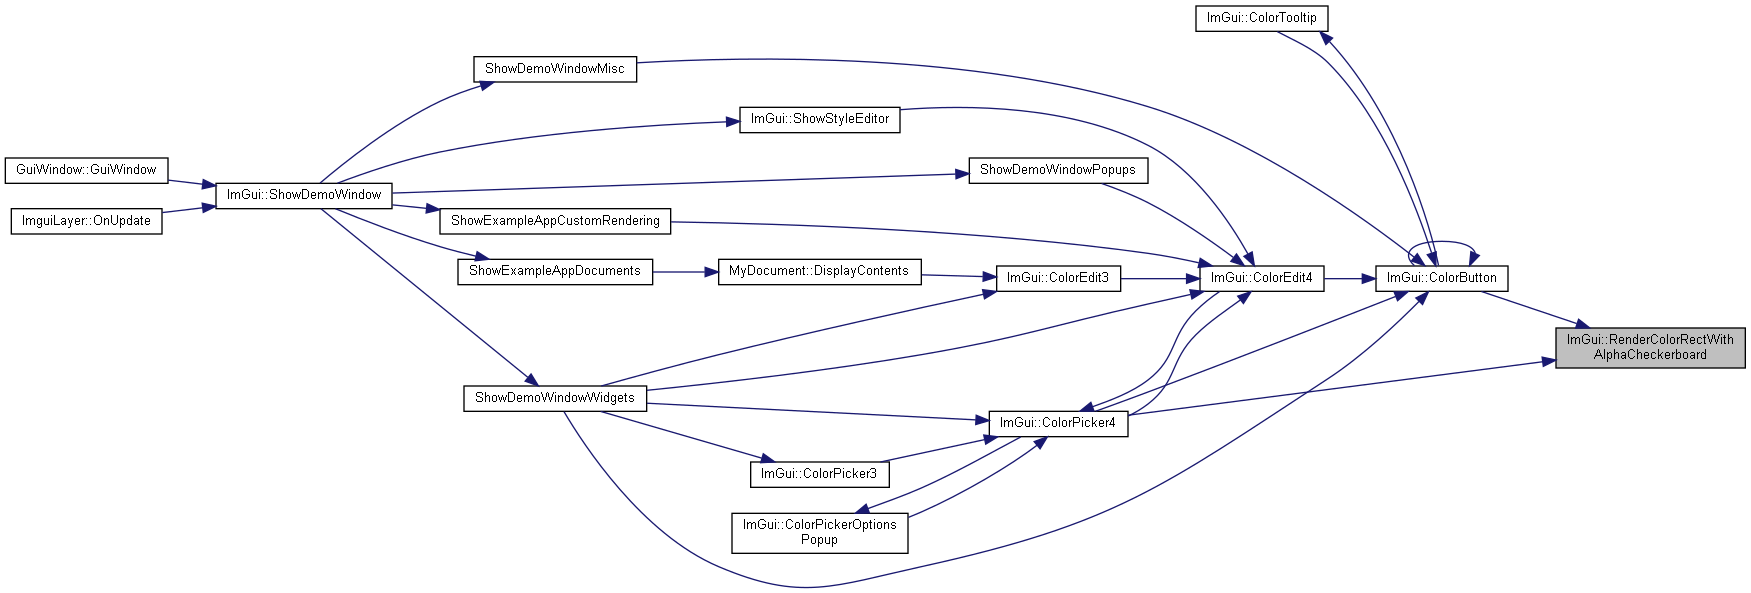 ImGui::ColorTooltip
ShowDemoWindowMisc
ImGui::ShowStyleEditor
GuiWindow::GuiWindow
ShowDemoWindowPopups
ImGui::ShowDemoWindow
ImguiLayer::OnUpdate
ShowExampleAppCustomRendering
ShowExampleAppDocuments
MyDocument::DisplayContents
ImGui::ColorEdit3
ImGui::ColorEdit4
ImGui::ColorButton
ImGui::RenderColorRectWith
AlphaCheckerboard
ShowDemoWindowWidgets
ImGui::ColorPicker4
ImGui::ColorPicker3
ImGui::ColorPickerOptions
Popup